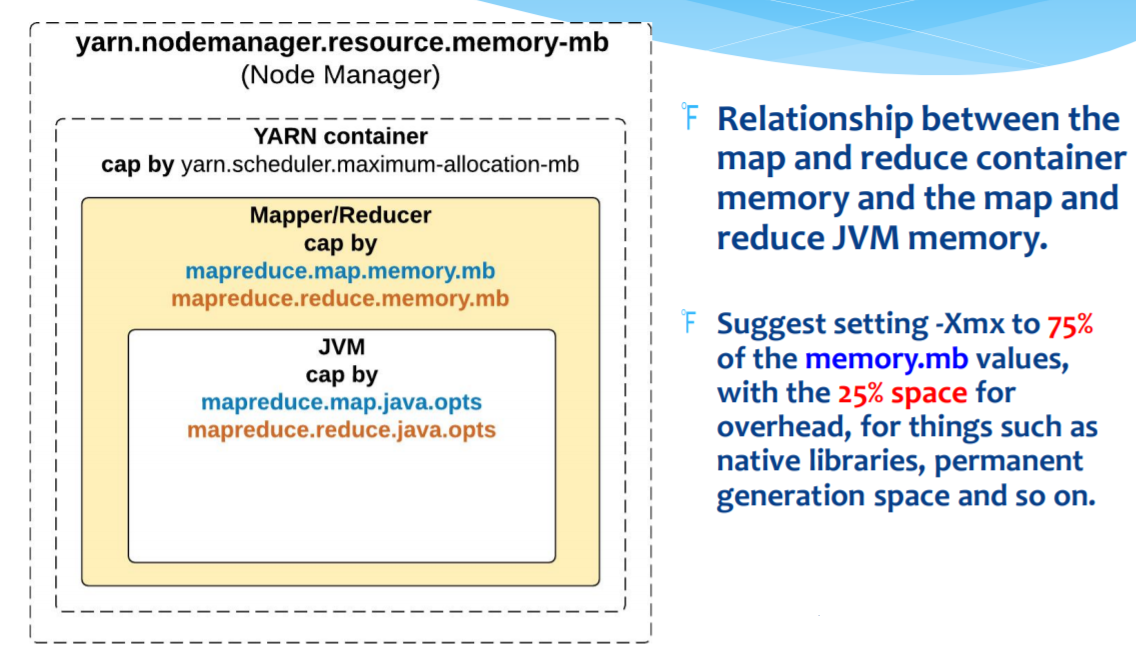 yarn.nodemanager.resource.memory-mb
(Node Manager)
YARN container
cap by yarn.scheduler.maximum-allocation-mb
Mapper/Reducer
cap by
mapreduce.map.memory.mb
mapreduce.reduce.memory.mb
JVM
cap by
mapreduce.map.java.opts
mapreduce.reduce.java.opts
℉ Relationship between the
map and reduce container
memory and the map and
reduce JVM memory.
℉ Suggest setting -Xmx to 75%
of the memory.mb values,
with the 25% space for
overhead, for things such as
native libraries, permanent
generation space and so on.